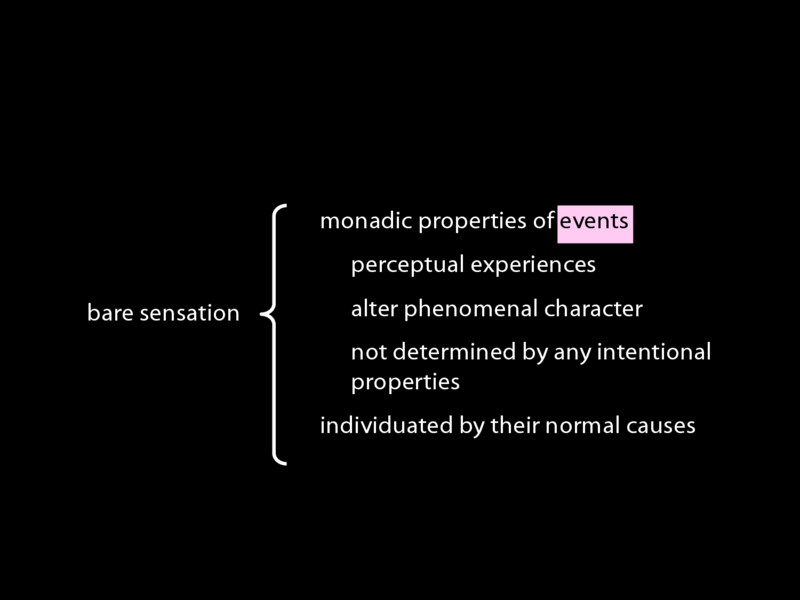 monadic properties of events
perceptual experiences
alter phenomenal character
bare sensation
not determined by any intentional
properties
individuated by their normal causes